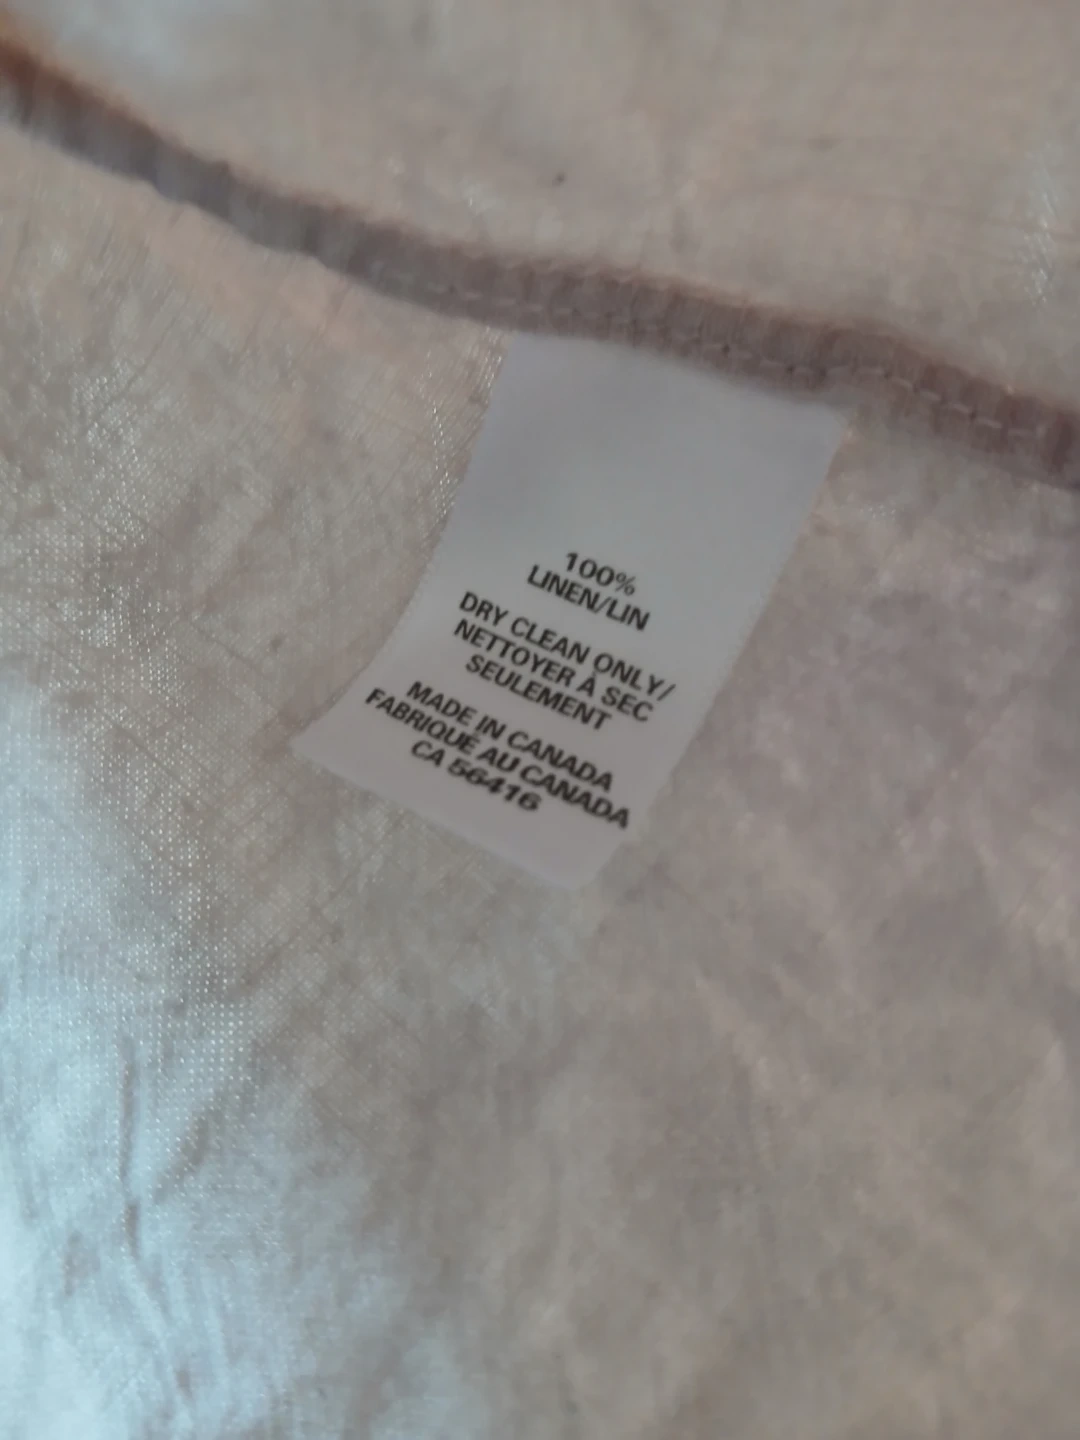 100%
LINEN/LIN
DRY CLEAN ONLY/
NETTOYER À SEC
SEULEMENT
MADE IN CANADA
FABRIQUÉ AU CANADA
CA 56416